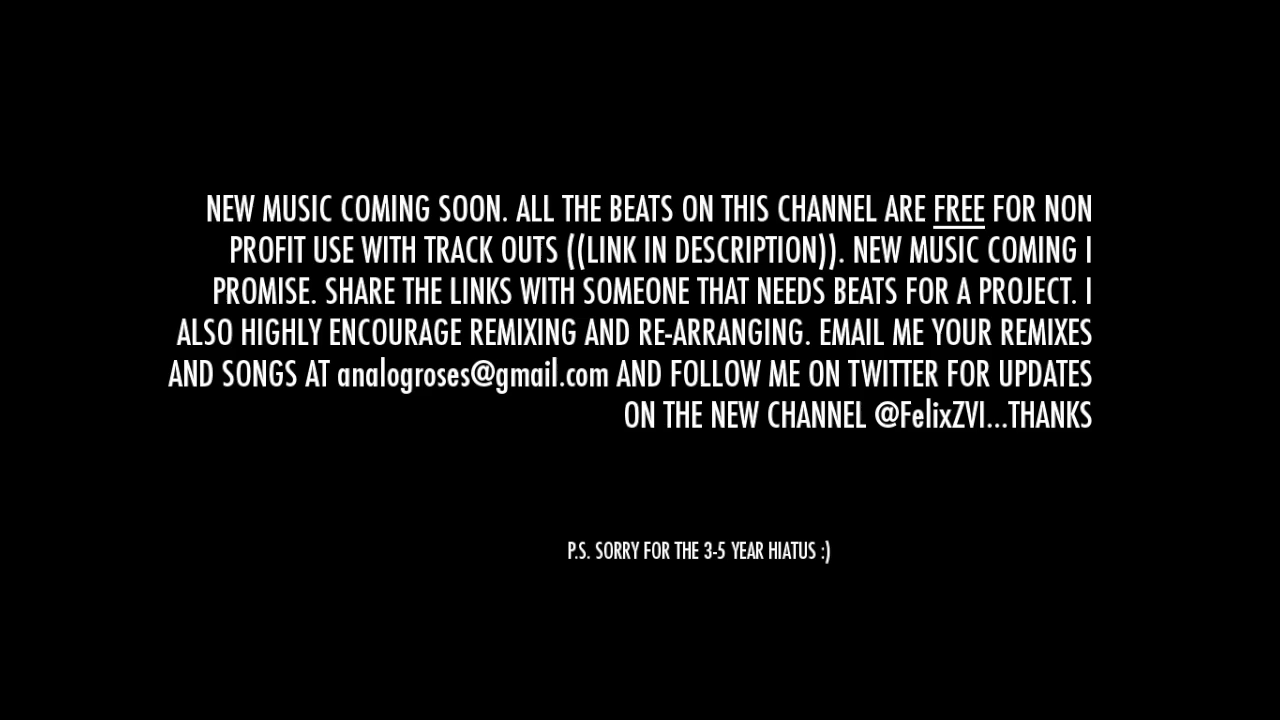 NEW MUSIC COMING SOON. ALL THE BEATS ON THIS CHANNEL ARE FREE FOR NON
PROFIT USE WITH TRACK OUTS ((LINK IN DESCRIPTION)). NEW MUSIC COMING I
PROMISE. SHARE THE LINKS WITH SOMEONE THAT NEEDS BEATS FOR A PROJECT. I
ALSO HIGHLY ENCOURAGE REMIXING AND RE-ARRANGING. EMAIL ME YOUR REMIXES
AND SONGS AT analogroses@gmail.com AND FOLLOW ME ON TWITTER FOR UPDATES
ON THE NEW CHANNEL @FelixZVI...THANKS
P.S. SORRY FOR THE 3-5 YEAR HIATUS :)